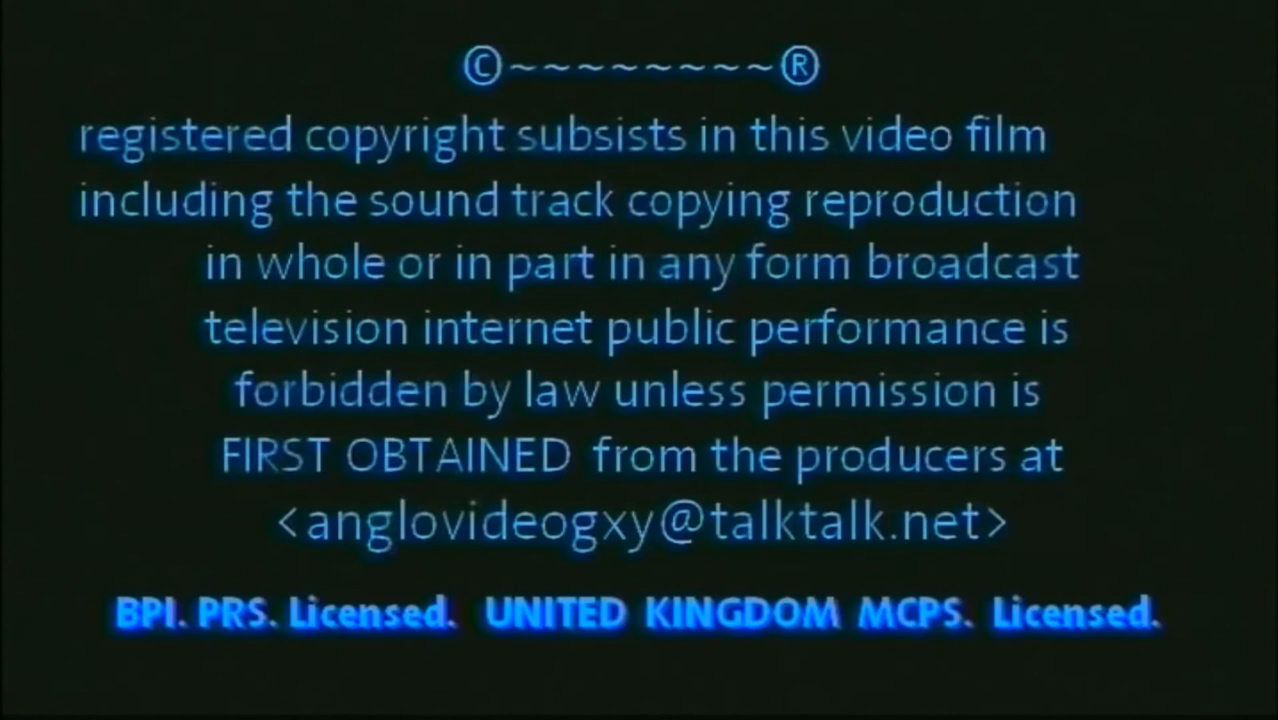 ©~~~~~~~~®
registered copyright subsists in this video film
including the sound track copying reproduction
in whole or in part in any form broadcast
television internet public performance is
forbidden by law unless permission is
FIRST OBTAINED from the producers at
<anglovideogxy@talktalk.net>
BPI. PRS. Licensed. UNITED KINGDOM MCPS. Licensed.